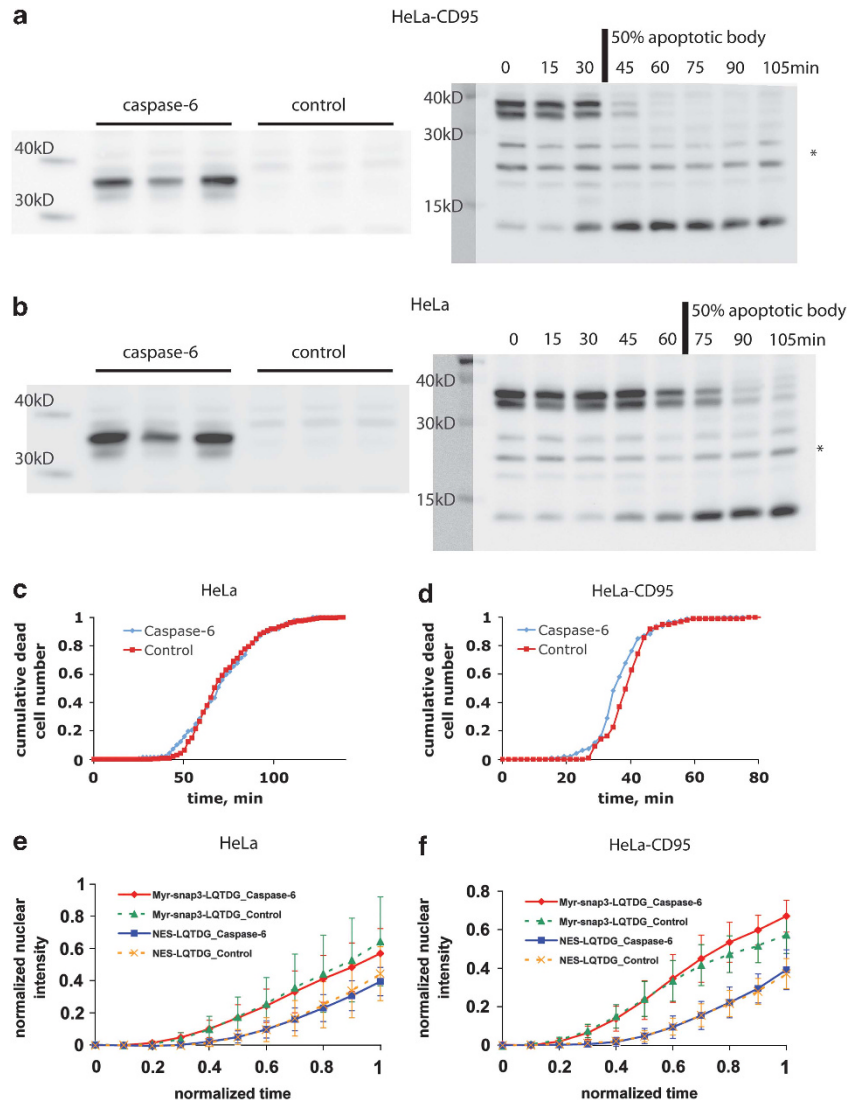 a
HeLa-CD95
50% apoptotic body
caspase-6 control
0 15 30 45 60 75 90 105min
40kD
30kD
40kD
30kD
15kD
*
b
HeLa
50% apoptotic body
caspase-6 control
0 15 30 45 60 75 90 105min
40kD
30kD
40kD
30kD
15kD
*
c
HeLa
cumulative dead
cell number
1
0.8
0.6
0.4
0.2
0
Caspase-6
Control
0 50 100
time, min
d
HeLa-CD95
cumulative dead
cell number
1
0.8
0.6
0.4
0.2
0
Caspase-6
Control
0 20 40 60 80
time, min
e
HeLa
normalized nuclear
intensity
1
0.8
0.6
0.4
0.2
0
Myr-snap3-LQTDG_Caspase-6
Myr-snap3-LQTDG_Control
NES-LQTDG_Caspase-6
NES-LQTDG_Control
0 0.2 0.4 0.6 0.8 1
normalized time
f
HeLa-CD95
normalized nuclear
intensity
0.8
0.6
0.4
0.2
0
Myr-snap3-LQTDG_Caspase-6
Myr-snap3-LQTDG_Control
NES-LQTDG_Caspase-6
NES-LQTDG_Control
0 0.2 0.4 0.6 0.8 1
normalized time